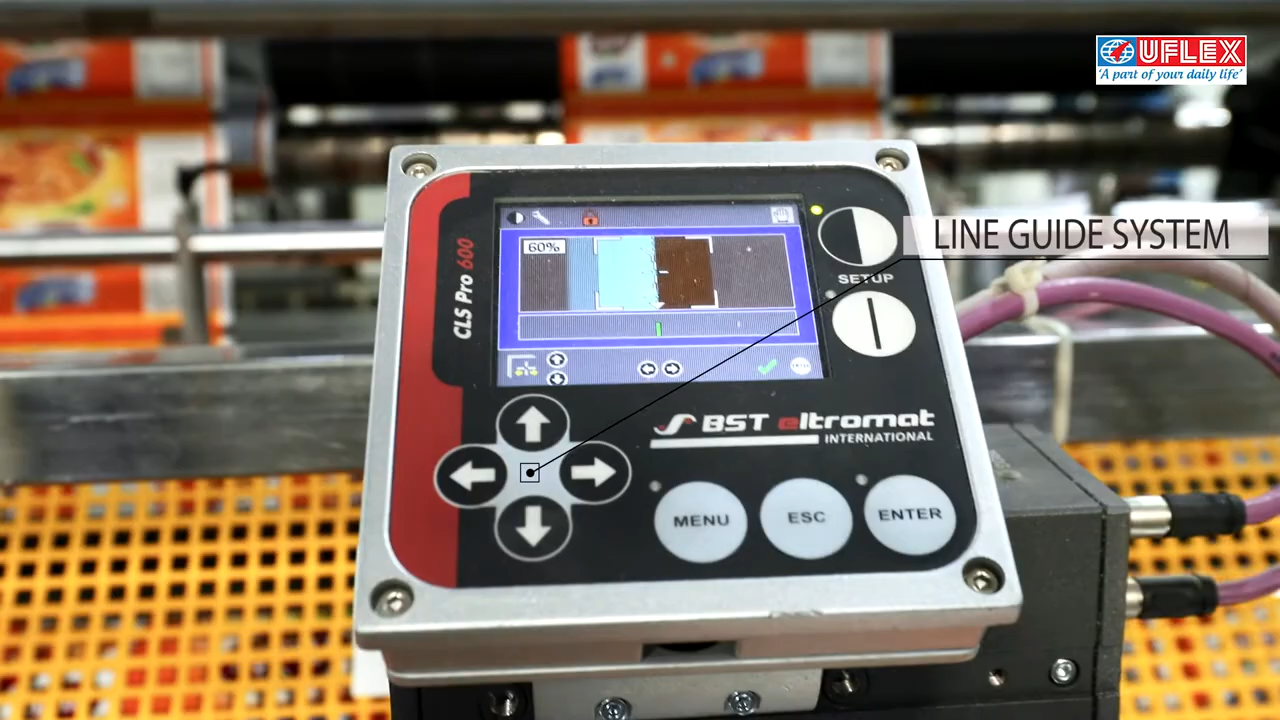 UFLEX
'A part of your daily life'
LINE GUIDE SYSTEM
CLS Pro 600
60%
SETUP
BST eltromat
INTERNATIONAL
MENU
ESC
ENTER